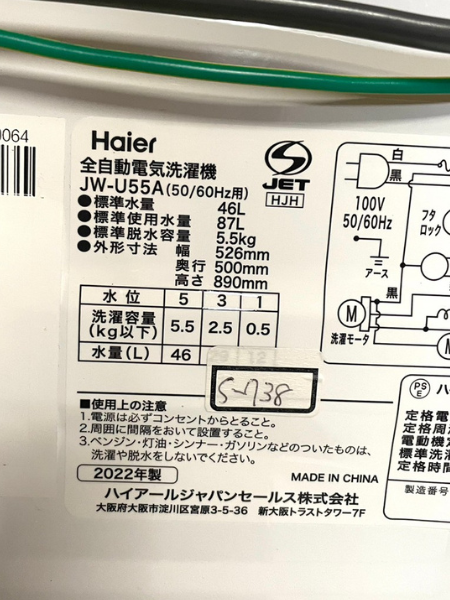 0064
Haier
全自動電気洗濯機
JW-U55A(50/60Hz用)
●標準水量 46L
●標準使用水量 87L
●標準脱水容量 5.5kg
●外形寸法 幅 526mm
奥行 500mm
高さ 890mm
JET
HJH
水位 5 3 1
洗濯容量(kg以下) 5.5 2.5 0.5
水量(L) 46 29 12
S-738
■使用上の注意
1.電源は必ずコンセントからとること。
2.周囲に間隔をおいて設置すること。
3.ベンジン・灯油・シンナー・ガソリンなどのついたものは、
洗濯や脱水をしないでください。
2022年製
MADE IN CHINA
ハイアールジャパンセールス株式会社
大阪府大阪市淀川区宮原3-5-36 新大阪トラストタワー7F
白
黒
100V
50/60Hz
アース
フタ
ロック
黒
M
洗濯モータ
M
PS
E
ハイ
定格電
定格周
電動機定
標準洗
定格時間
製造番号